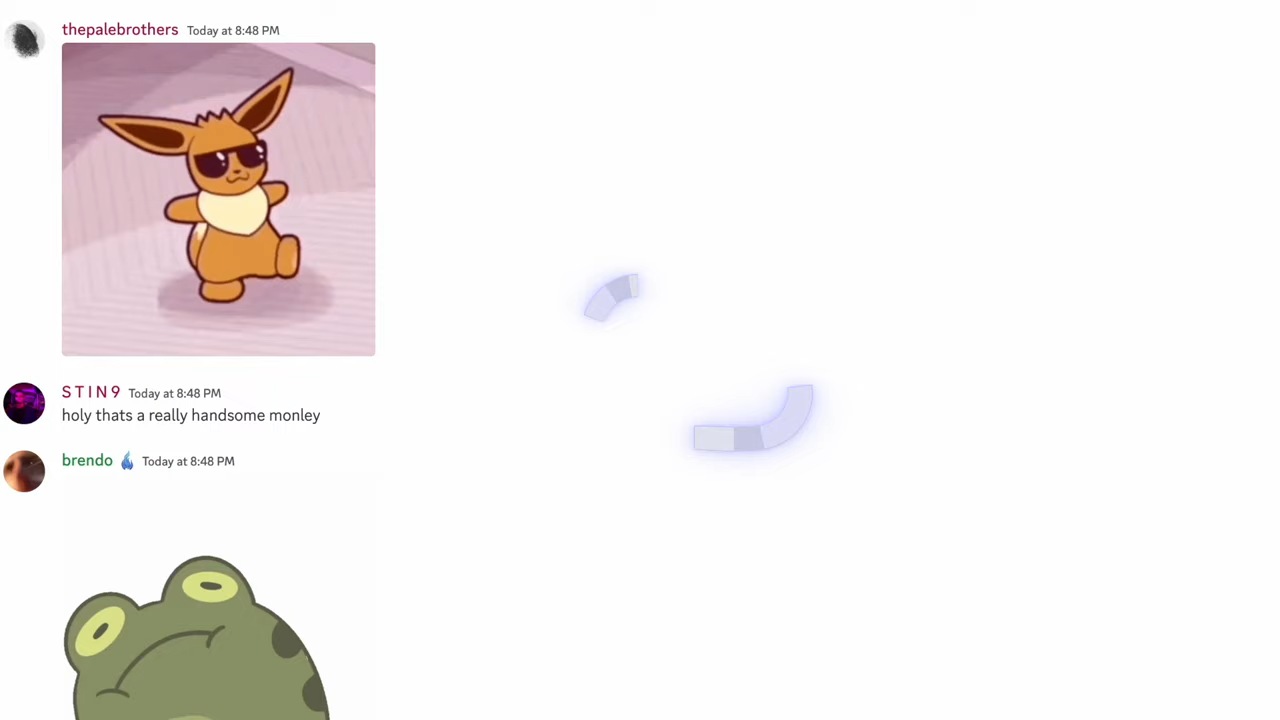 thepalebrothers Today at 8:48 PM
S T I N 9 Today at 8:48 PM
holy thats a really handsome monley
brendo Today at 8:48 PM